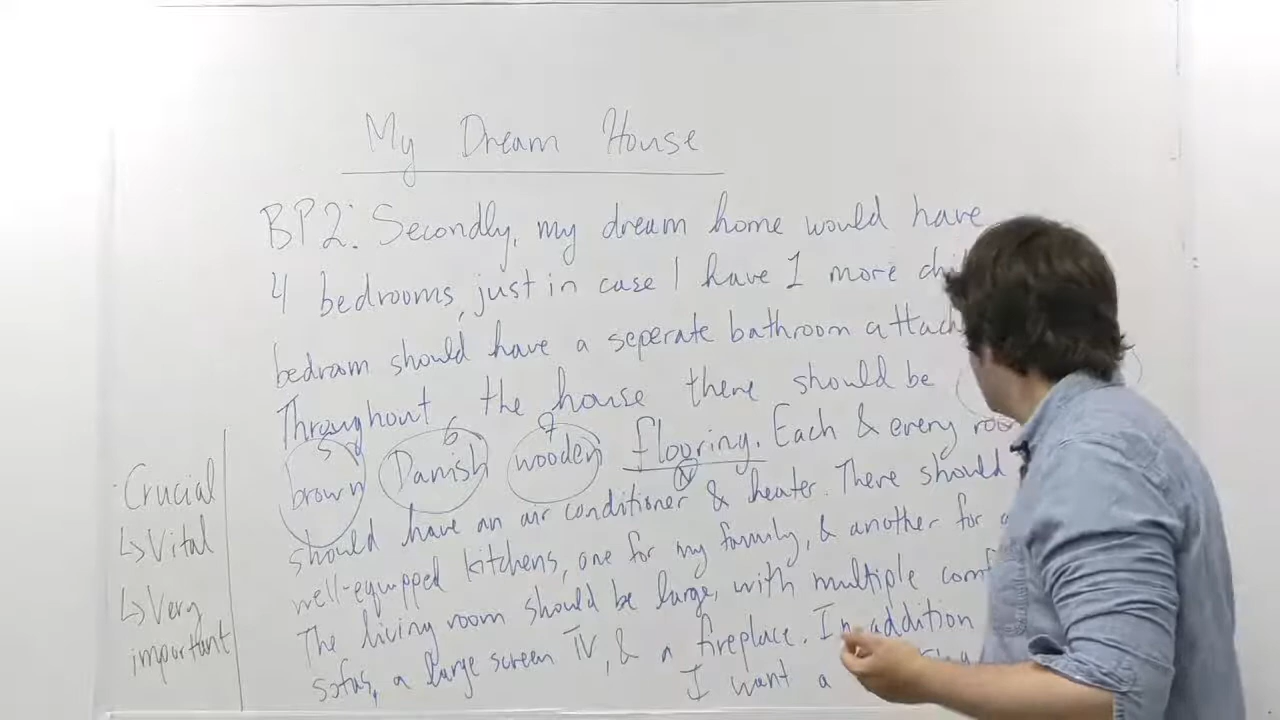 My Dream House
BP2: Secondly, my dream home would have
4 bedrooms, just in case I have 1 more
bedroom should have a seperate bathroom
Throughout the house there should be
5 6 7
brown Danish wooden flooring. Each & every
N
should have an air conditioner & heater. There should
well-equipped kitchens, one for my family, & another for
The living room should be large, with multiple
sofas, a large screen TV, & a fireplace. In addition
I want a
Crucial
↳Vital
↳Very
important